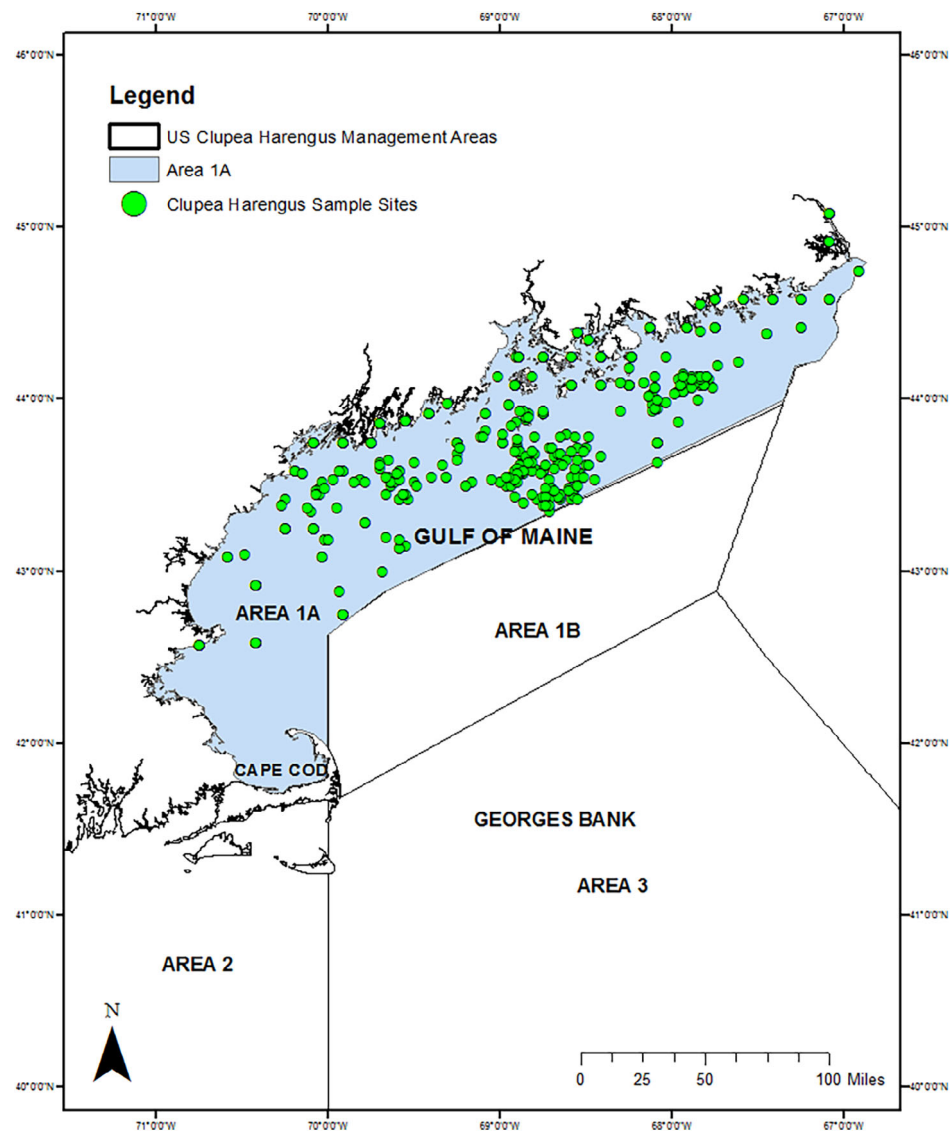 71°0'0"W 70°0'0"W 69°0'0"W 68°0'0"W 67°0'0"W
46°0'0"N 46°0'0"N
Legend
US Clupea Harengus Management Areas
Area 1A
Clupea Harengus Sample Sites
45°0'0"N 45°0'0"N
44°0'0"N 44°0'0"N
GULF OF MAINE
43°0'0"N 43°0'0"N
AREA 1A
AREA 1B
42°0'0"N 42°0'0"N
CAPE COD
GEORGES BANK
AREA 3
41°0'0"N 41°0'0"N
AREA 2
N
0 25 50 100 Miles
40°0'0"N 40°0'0"N
71°0'0"W 70°0'0"W 69°0'0"W 68°0'0"W 67°0'0"W